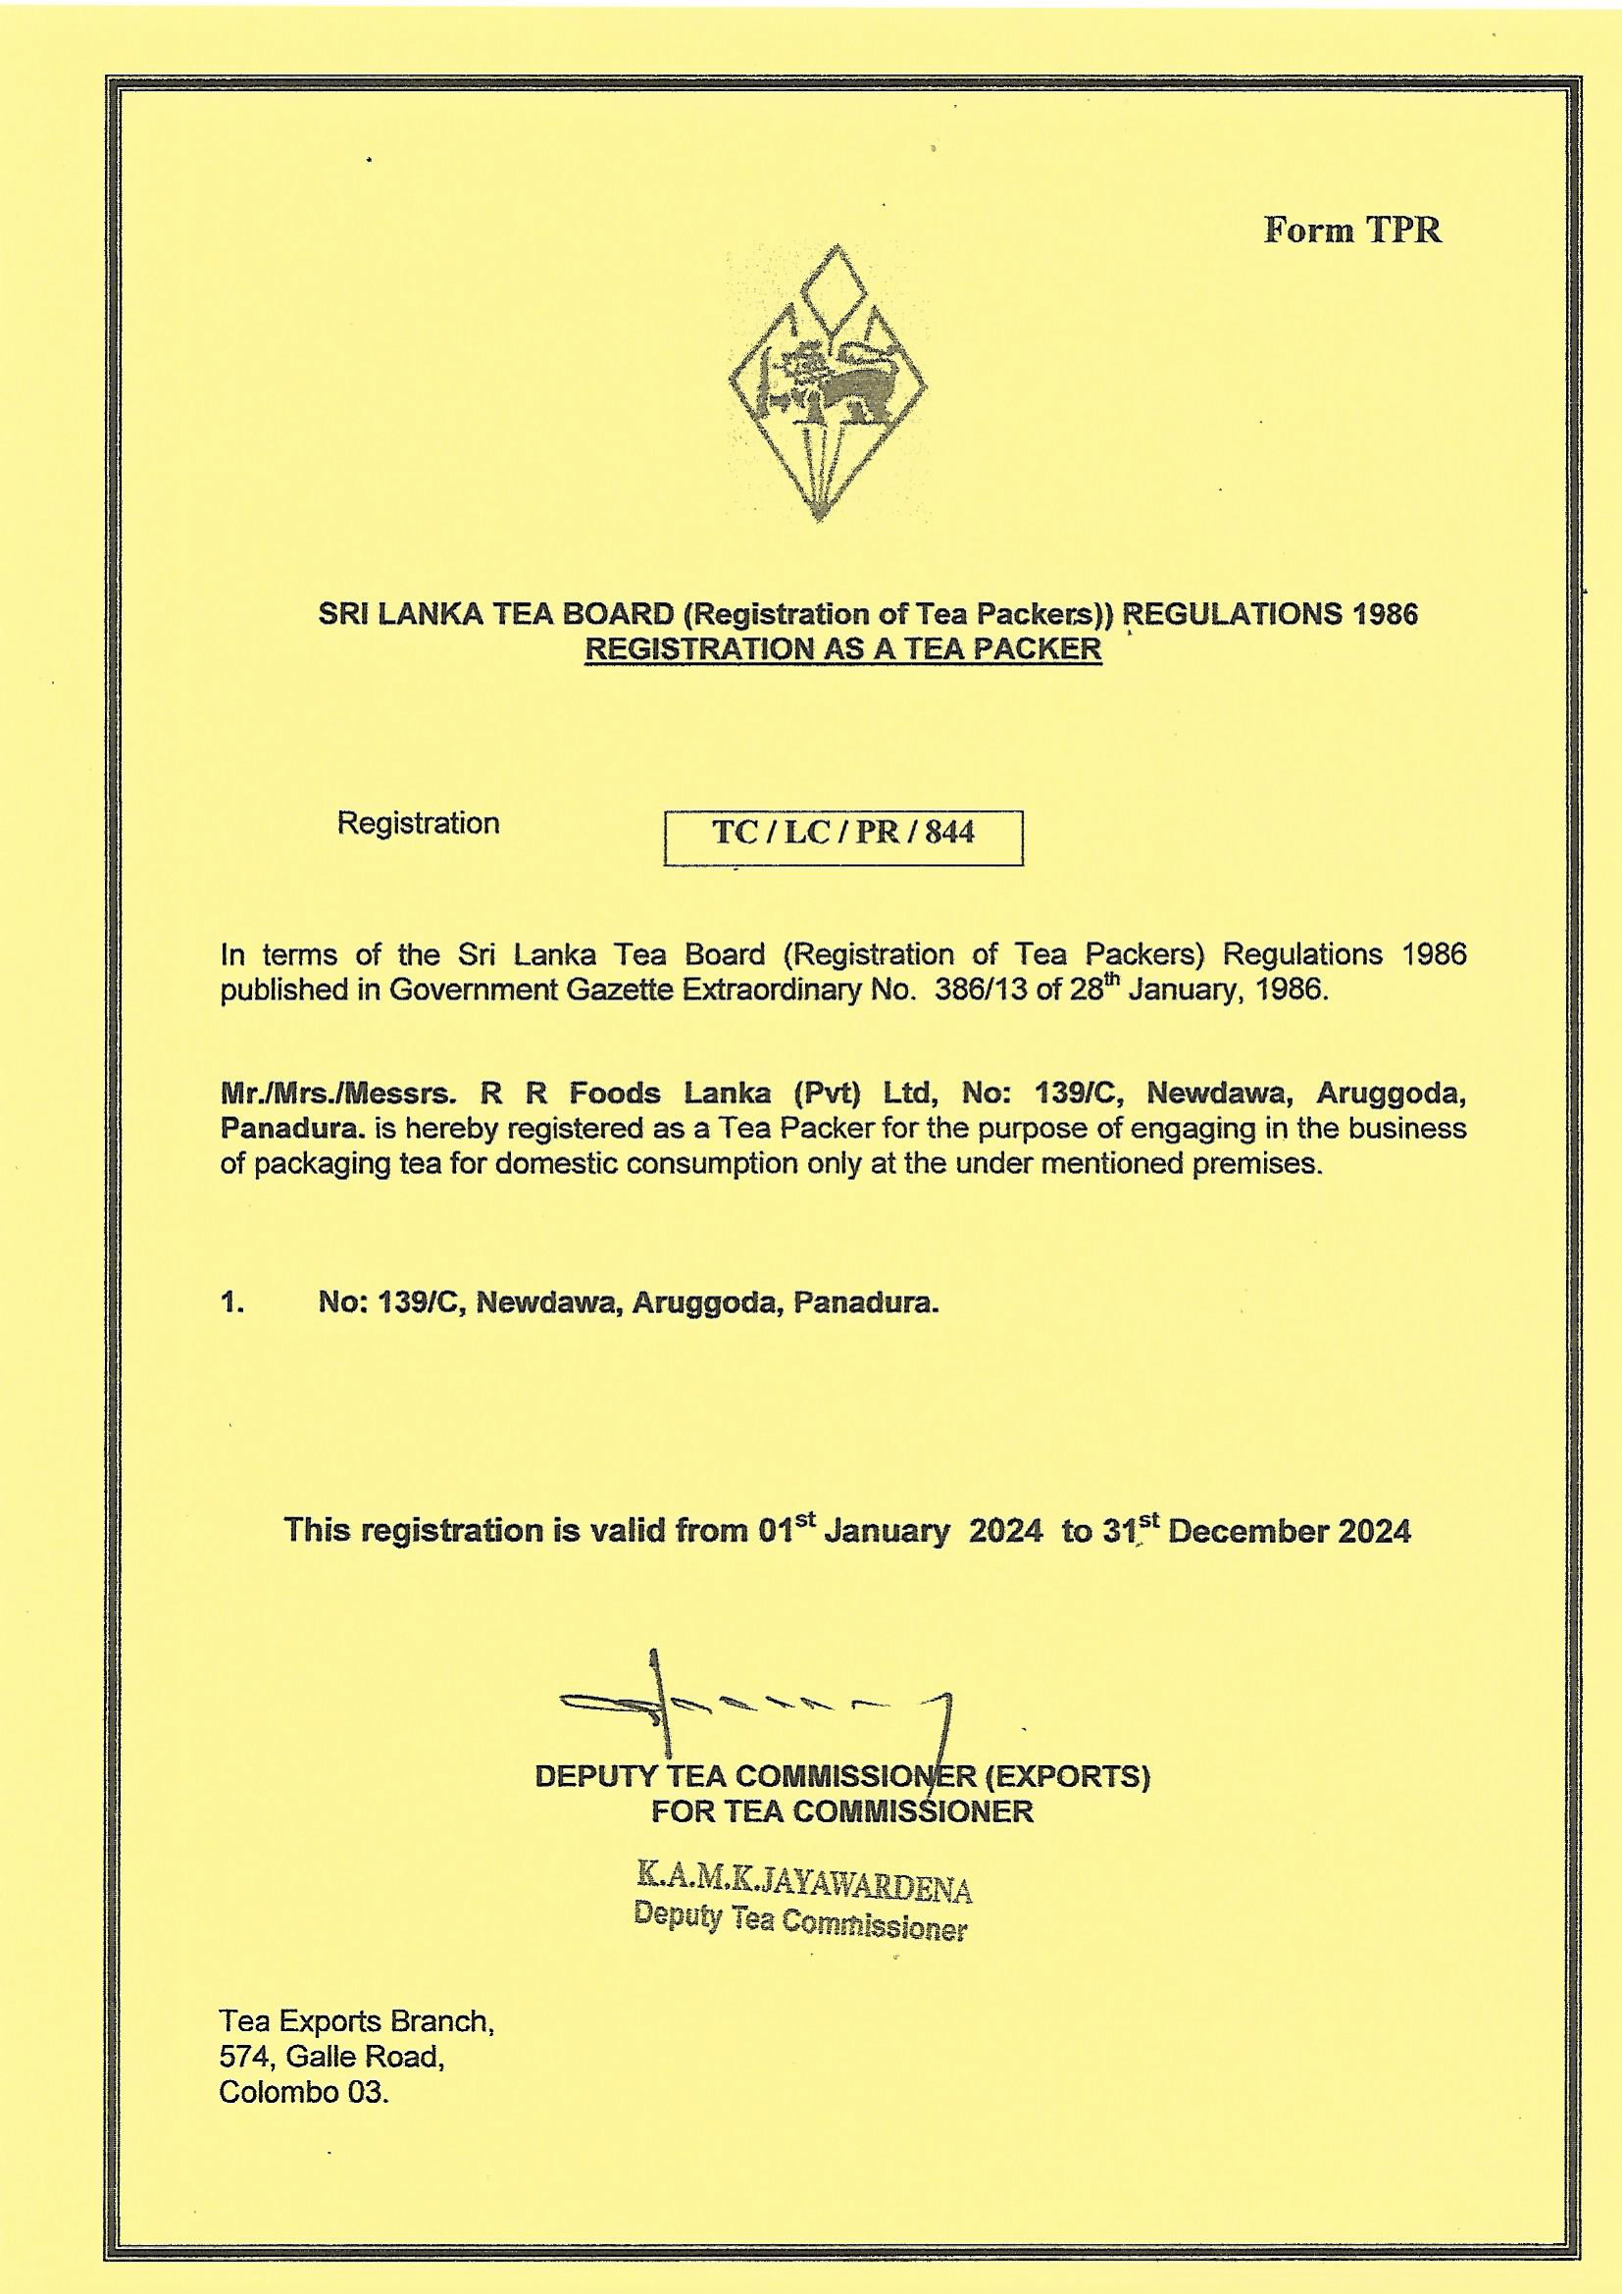 Form TPR
SRI LANKA TEA BOARD (Registration of Tea Packers)) REGULATIONS 1986
REGISTRATION AS A TEA PACKER
Registration
TC / LC / PR / 844
In terms of the Sri Lanka Tea Board (Registration of Tea Packers) Regulations 1986
published in Government Gazette Extraordinary No. 386/13 of 28th January, 1986.
Mr./Mrs./Messrs. R R Foods Lanka (Pvt) Ltd, No: 139/C, Newdawa, Aruggoda,
Panadura. is hereby registered as a Tea Packer for the purpose of engaging in the business
of packaging tea for domestic consumption only at the under mentioned premises.
1. No: 139/C, Newdawa, Aruggoda, Panadura.
This registration is valid from 01st January 2024 to 31st December 2024
DEPUTY TEA COMMISSIONER (EXPORTS)
FOR TEA COMMISSIONER
K.A.M.K.JAYAWARDENA
Deputy Tea Commissioner
Tea Exports Branch,
574, Galle Road,
Colombo 03.